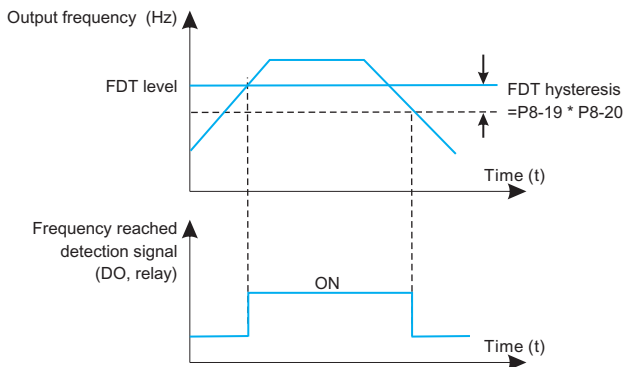 Output frequency (Hz)
FDT level
FDT hysteresis
=P8-19 * P8-20
Time (t)
Frequency reached
detection signal
(DO, relay)
ON
Time (t)